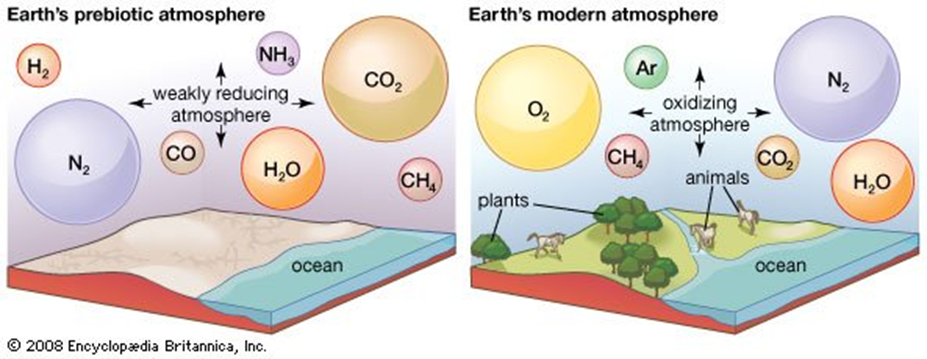 Earth's prebiotic atmosphere
H₂
NH₃
CO₂
weakly reducing
atmosphere
N₂
CO
H₂O
CH₄
ocean
Earth's modern atmosphere
O₂
Ar
N₂
oxidizing
atmosphere
CH₄
CO₂
H₂O
animals
plants
ocean
© 2008 Encyclopædia Britannica, Inc.